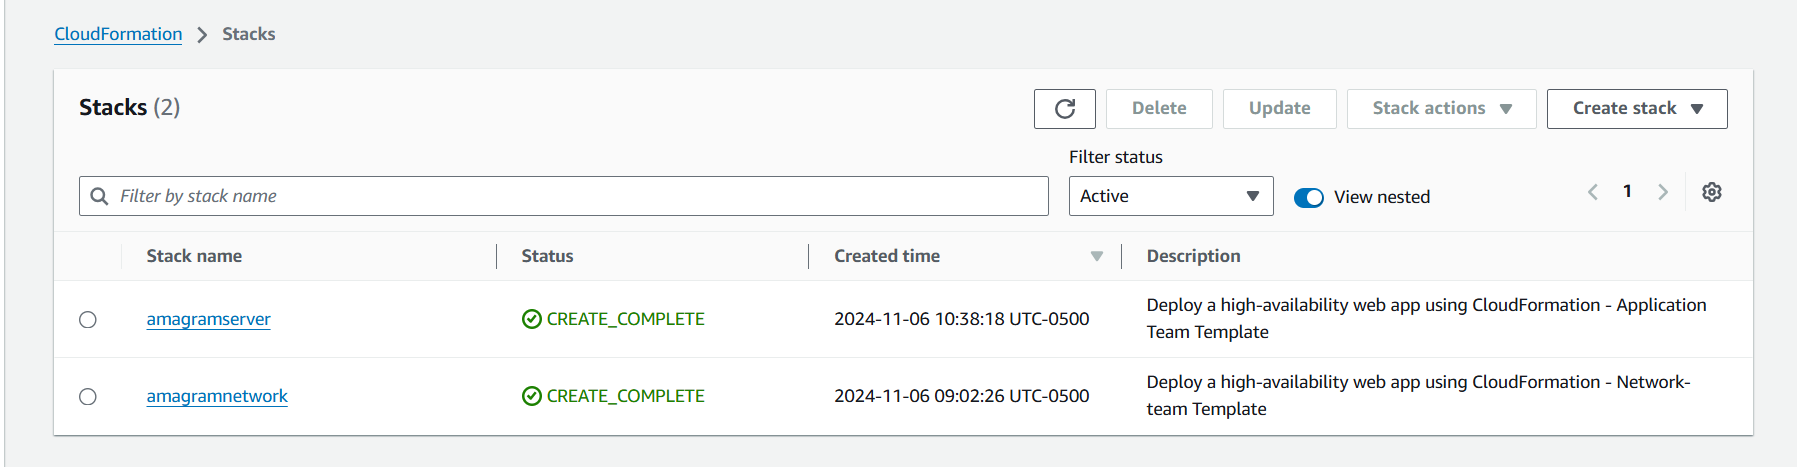 CloudFormation > Stacks
Stacks (2)
Delete
Update
Stack actions
Create stack
Filter status
Filter by stack name
Active
View nested
1
Stack name
Status
Created time
Description
amagramserver
CREATE_COMPLETE
2024-11-06 10:38:18 UTC-0500
Deploy a high-availability web app using CloudFormation - Application
Team Template
amagramnetwork
CREATE_COMPLETE
2024-11-06 09:02:26 UTC-0500
Deploy a high-availability web app using CloudFormation - Network-
team Template